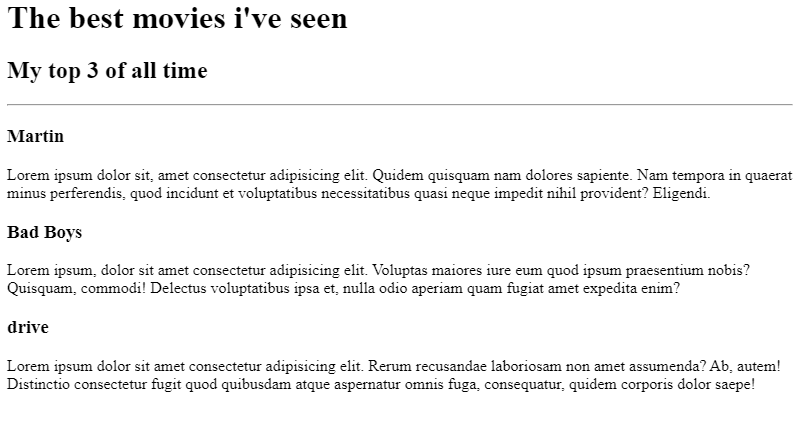 The best movies i've seen
My top 3 of all time
Martin
Lorem ipsum dolor sit, amet consectetur adipisicing elit. Quidem quisquam nam dolores sapiente. Nam tempora in quaerat
minus perferendis, quod incidunt et voluptatibus necessitatibus quasi neque impedit nihil provident? Eligendi.
Bad Boys
Lorem ipsum, dolor sit amet consectetur adipisicing elit. Voluptas maiores iure eum quod ipsum praesentium nobis?
Quisquam, commodi! Delectus voluptatibus ipsa et, nulla odio aperiam quam fugiat amet expedita enim?
drive
Lorem ipsum dolor sit amet consectetur adipisicing elit. Rerum recusandae laboriosam non amet assumenda? Ab, autem!
Distinctio consectetur fugit quod quibusdam atque aspernatur omnis fuga, consequatur, quidem corporis dolor saepe!